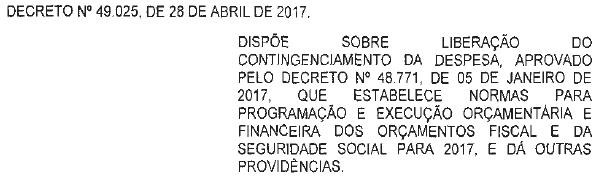 DECRETO Nº 49.025, DE 28 DE ABRIL DE 2017.
DISPÕE SOBRE LIBERAÇÃO DO
CONTINGENCIAMENTO DA DESPESA, APROVADO
PELO DECRETO Nº 48.771, DE 05 DE JANEIRO DE
2017, QUE ESTABELECE NORMAS PARA
PROGRAMAÇÃO E EXECUÇÃO ORÇAMENTÁRIA E
FINANCEIRA DOS ORÇAMENTOS FISCAL E DA
SEGURIDADE SOCIAL PARA 2017, E DÁ OUTRAS
PROVIDÊNCIAS.